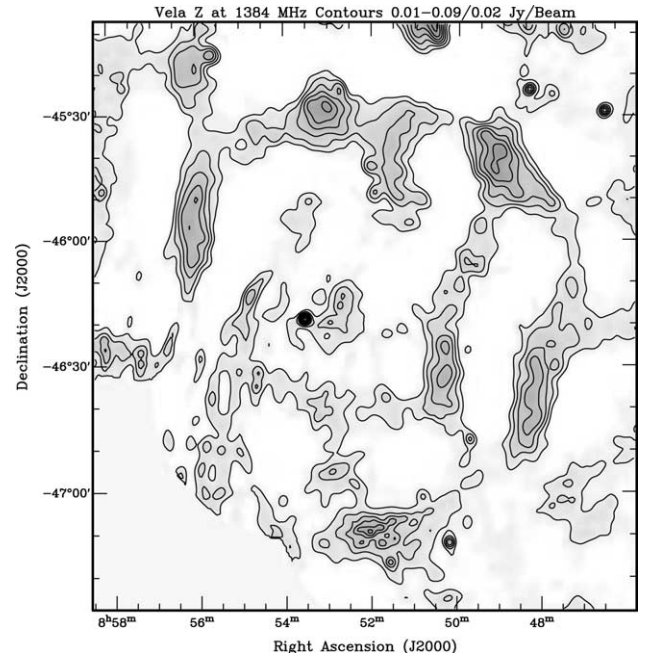 Vela Z at 1384 MHz Contours 0.01−0.09/0.02 Jy/Beam
Declination (J2000)
−45°30′
−46°00′
−46°30′
−47°00′
8ʰ58ᵐ 56ᵐ 54ᵐ 52ᵐ 50ᵐ 48ᵐ
Right Ascension (J2000)